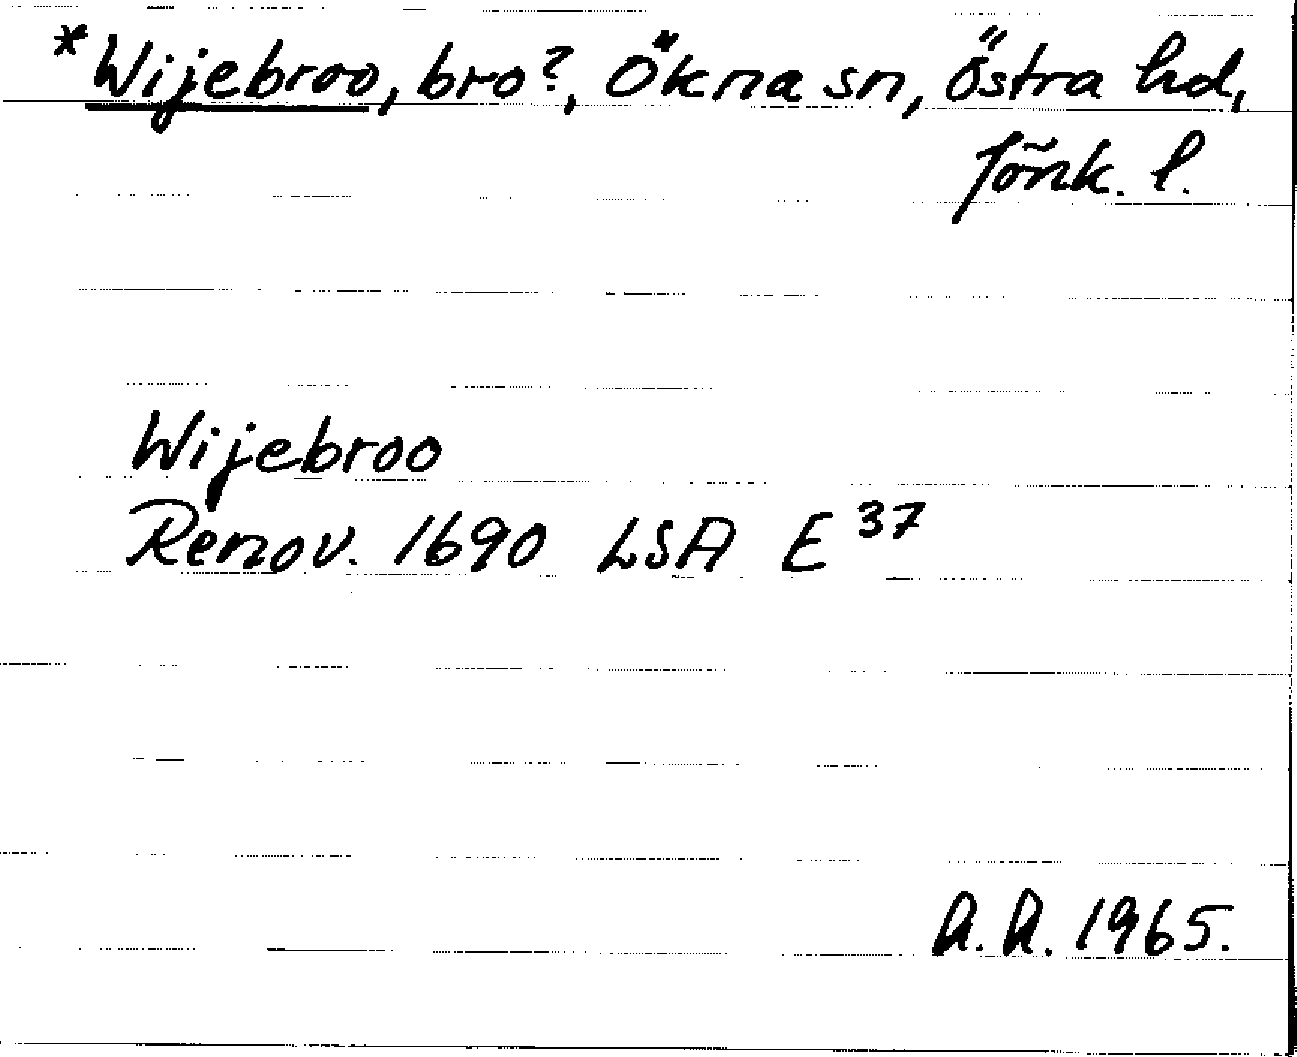 *Wijebroo, bro?, Ökna sn, Östra hd,
Jönk. l.
Wijebroo
Renov. 1690 LSA E 37
A.A. 1965.